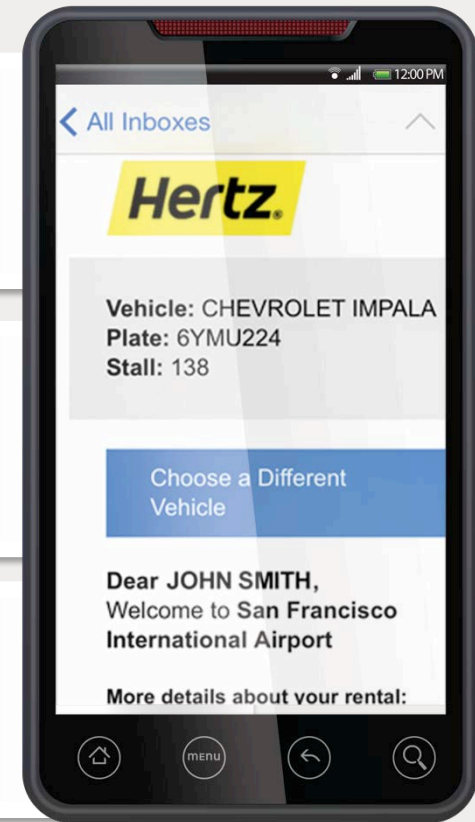 12:00 PM
All Inboxes
Hertz®
Vehicle: CHEVROLET IMPALA
Plate: 6YMU224
Stall: 138
Choose a Different
Vehicle
Dear JOHN SMITH,
Welcome to San Francisco
International Airport
More details about your rental:
MENU